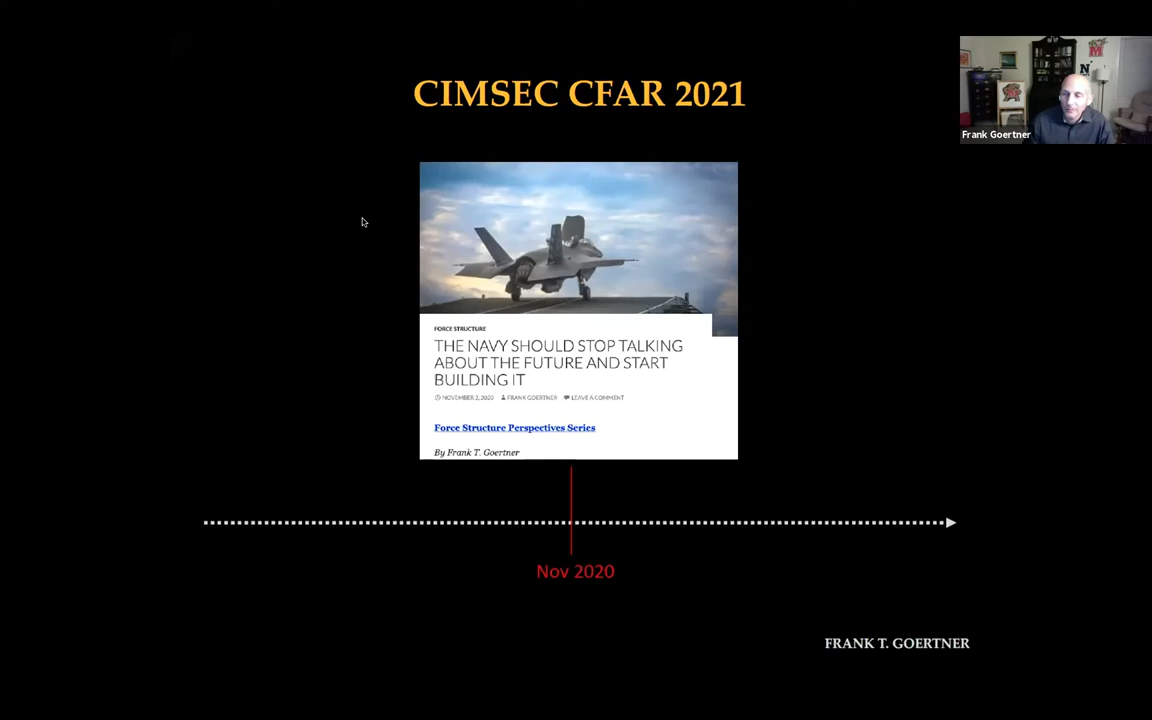 CIMSEC CFAR 2021
Frank Goertner
M
N
FORCE STRUCTURE
THE NAVY SHOULD STOP TALKING
ABOUT THE FUTURE AND START
BUILDING IT
NOVEMBER 2, 2020 FRANK GOERTNER LEAVE A COMMENT
Force Structure Perspectives Series
By Frank T. Goertner
Nov 2020
FRANK T. GOERTNER